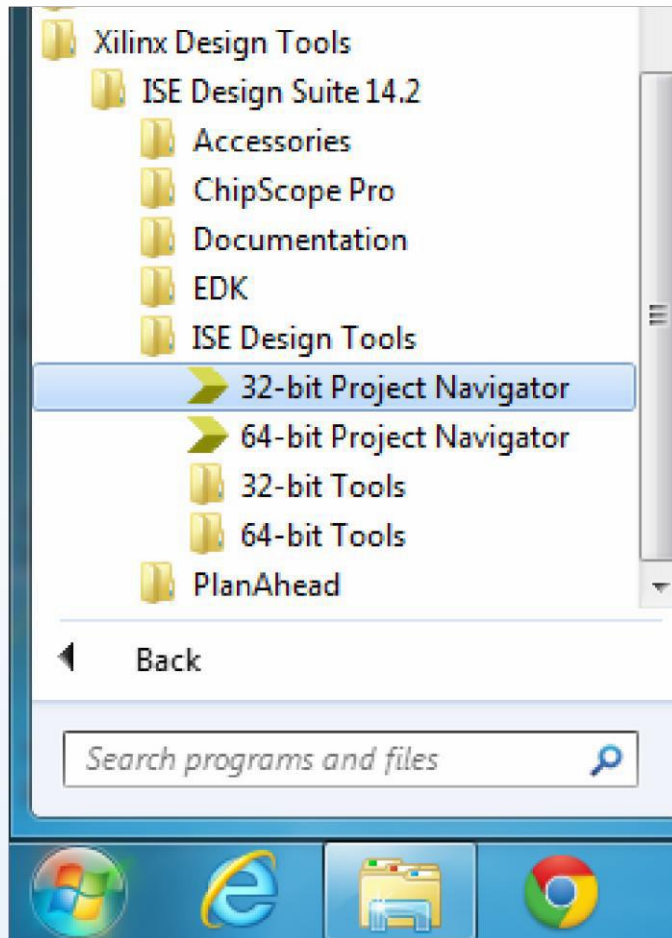 Xilinx Design Tools
ISE Design Suite 14.2
Accessories
ChipScope Pro
Documentation
EDK
ISE Design Tools
32-bit Project Navigator
64-bit Project Navigator
32-bit Tools
64-bit Tools
PlanAhead
Back
Search programs and files